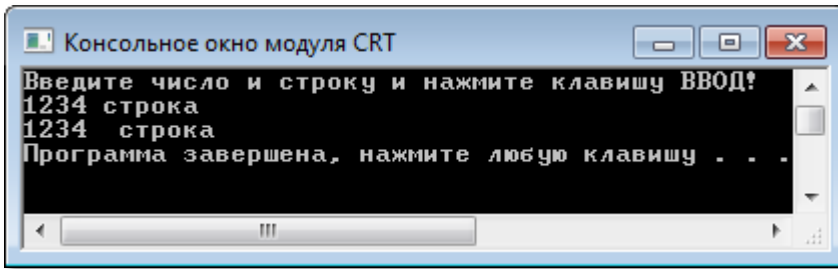 Консольное окно модуля CRT
Введите число и строку и нажмите клавишу ВВОД!
1234 строка
1234  строка
Программа завершена, нажмите любую клавишу . . .